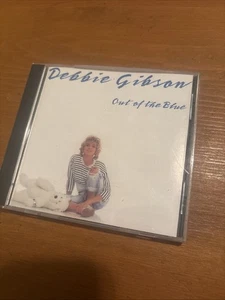 Debbie Gibson
Out of the Blue